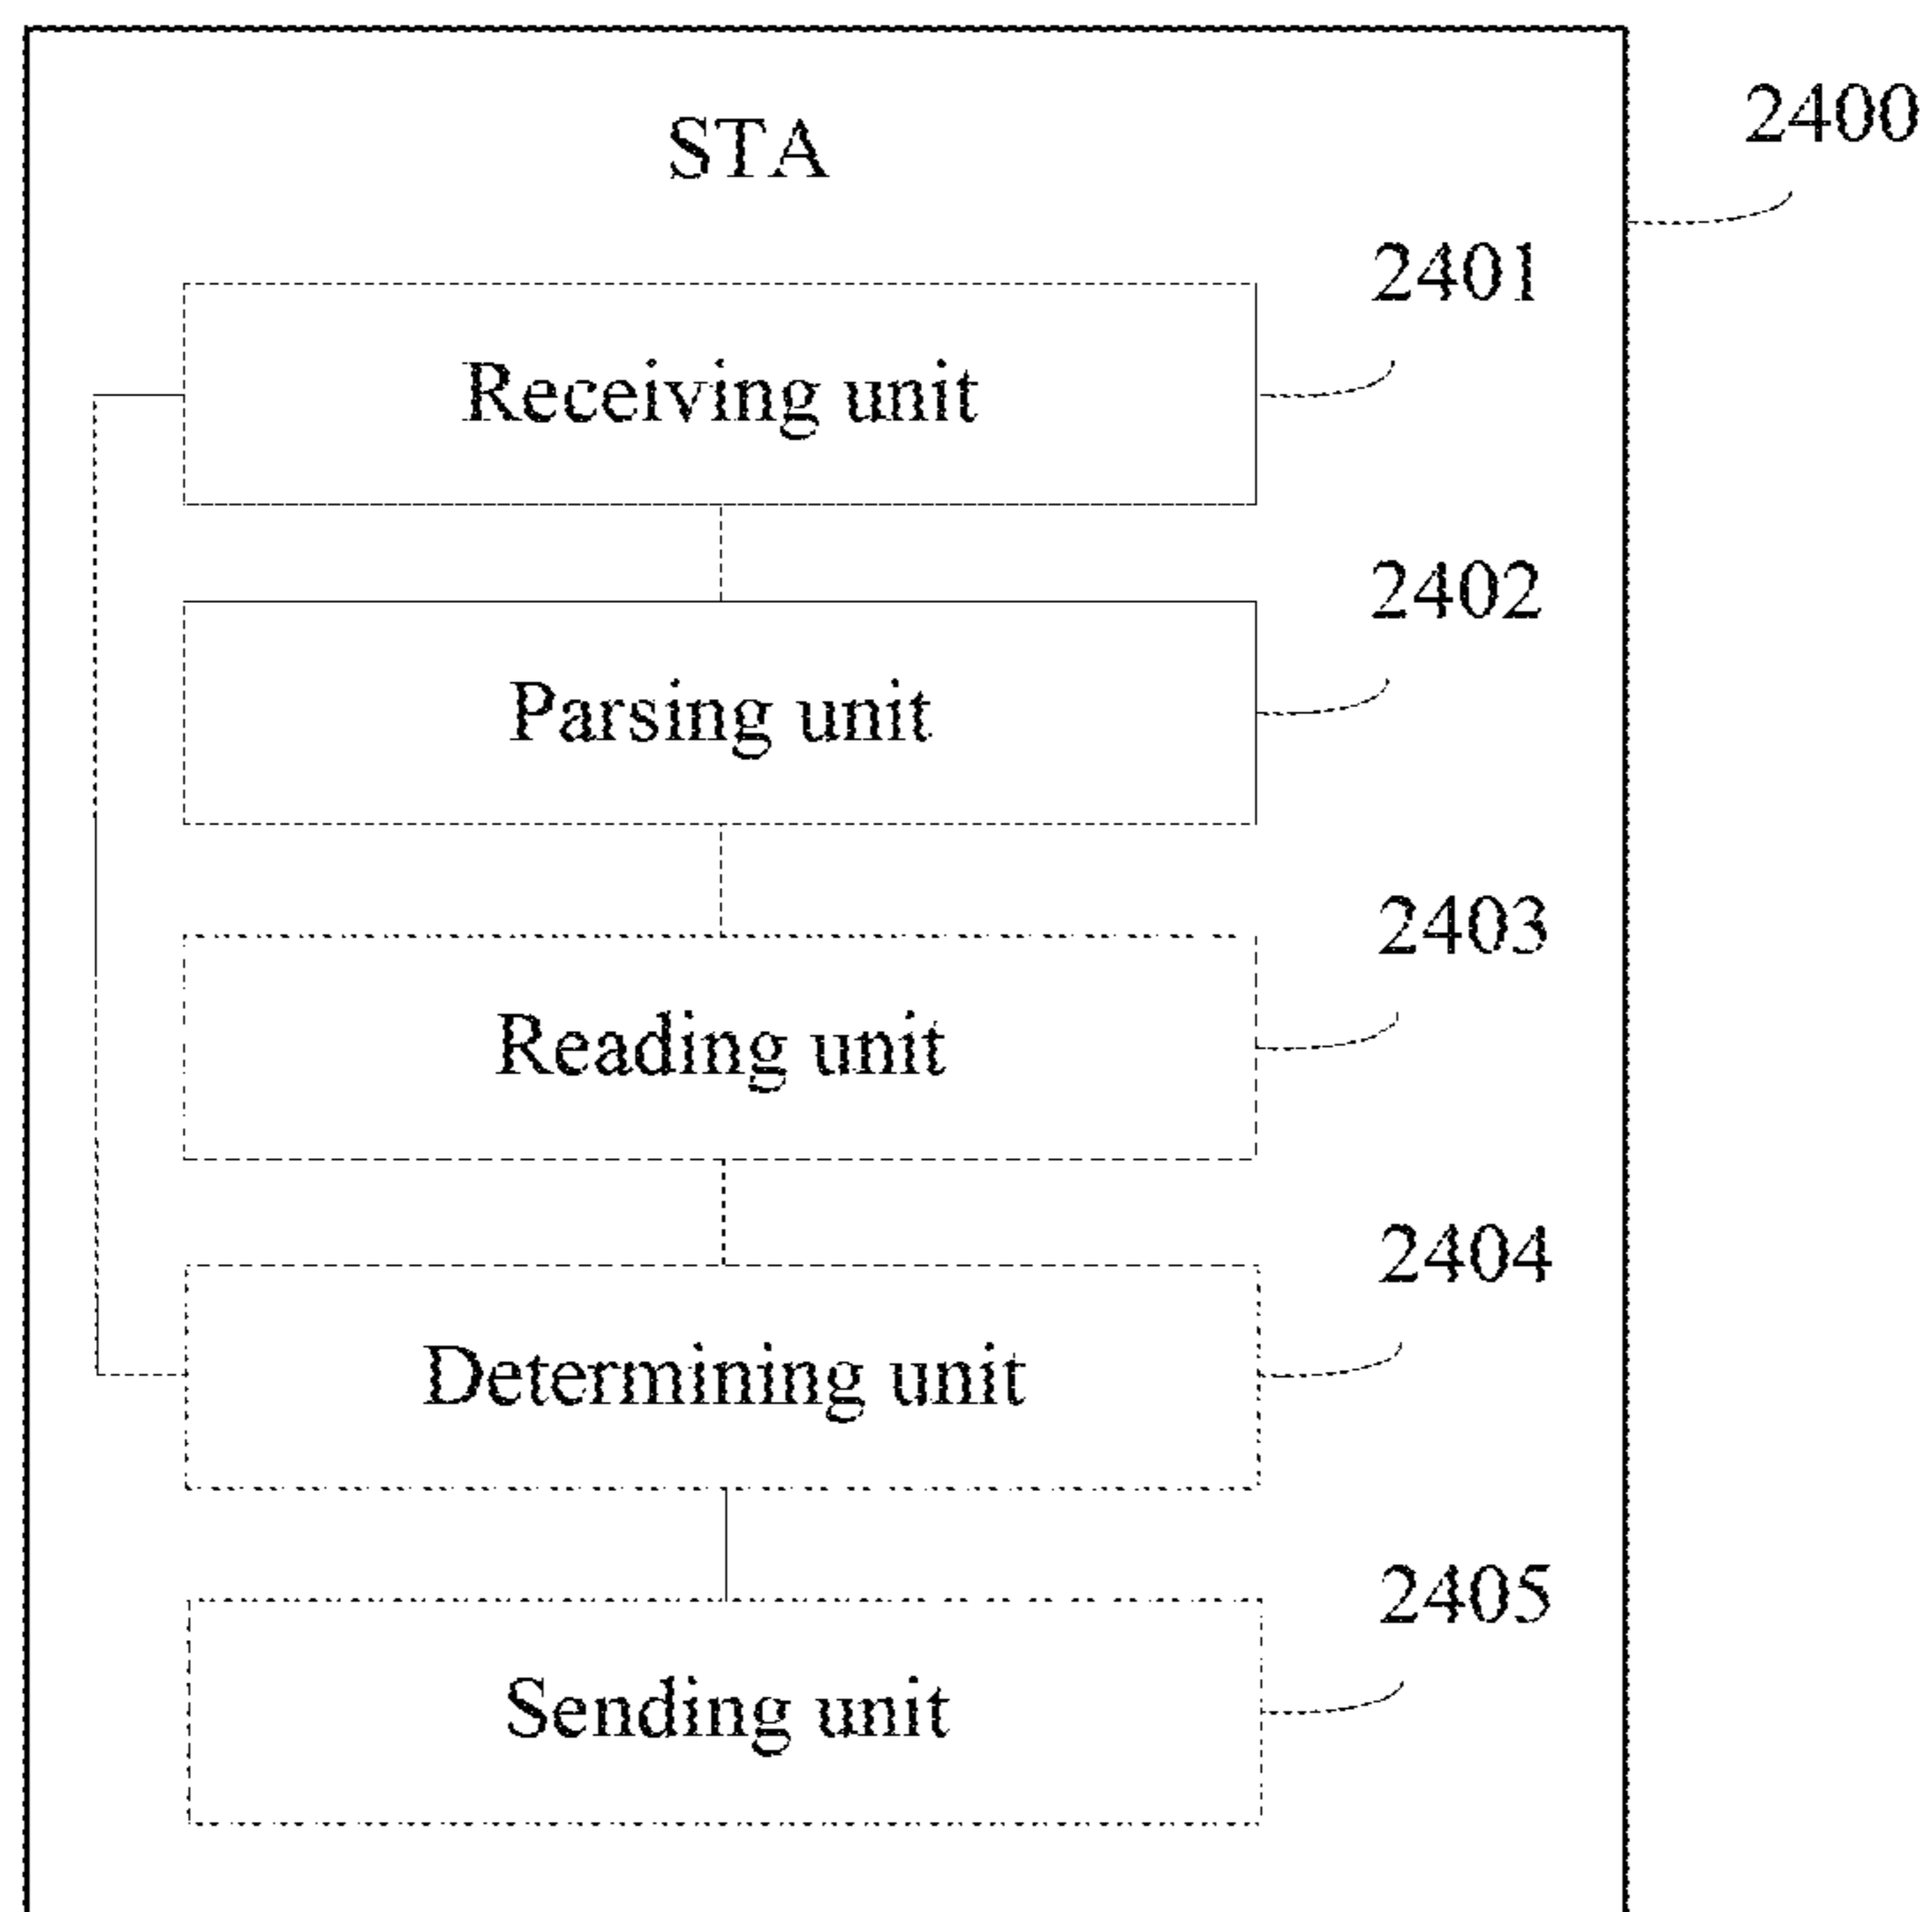 STA
2400
2401
Receiving unit
2402
Parsing unit
2403
Reading unit
2404
Determining unit
2405
Sending unit